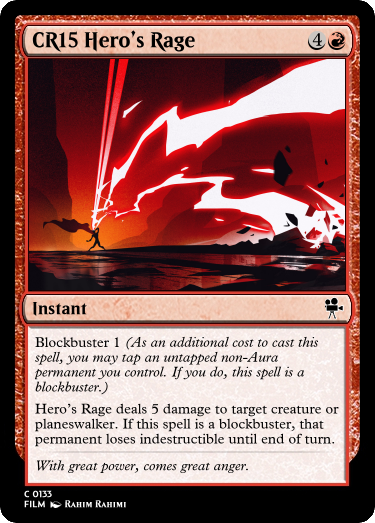 CR15 Hero's Rage 4
Instant
Blockbuster 1 (As an additional cost to cast this
spell, you may tap an untapped non-Aura
permanent you control. If you do, this spell is a
blockbuster.)
Hero's Rage deals 5 damage to target creature or
planeswalker. If this spell is a blockbuster, that
permanent loses indestructible until end of turn.
With great power, comes great anger.
C 0133
FILM Rahim Rahimi